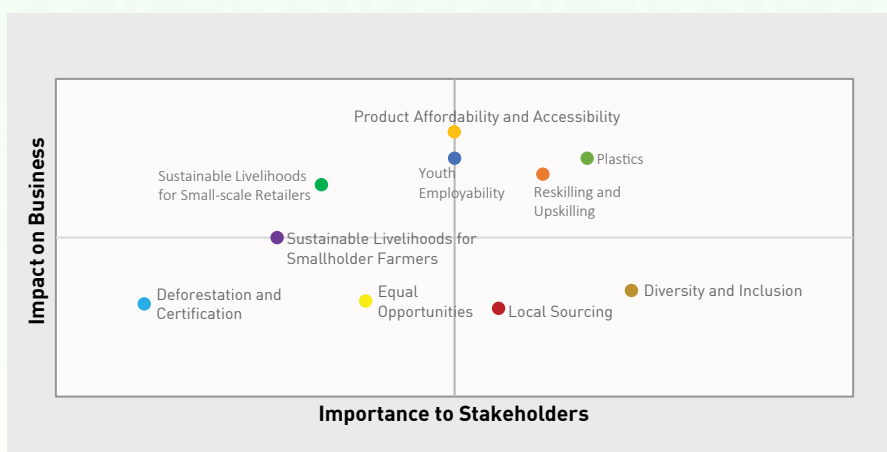 Product Affordability and Accessibility
Plastics
Youth
Employability
Sustainable Livelihoods
for Small-scale Retailers
Reskilling and
Upskilling
Sustainable Livelihoods for
Smallholder Farmers
Equal
Opportunities
Deforestation and
Certification
Diversity and Inclusion
Local Sourcing
Impact on Business
Importance to Stakeholders